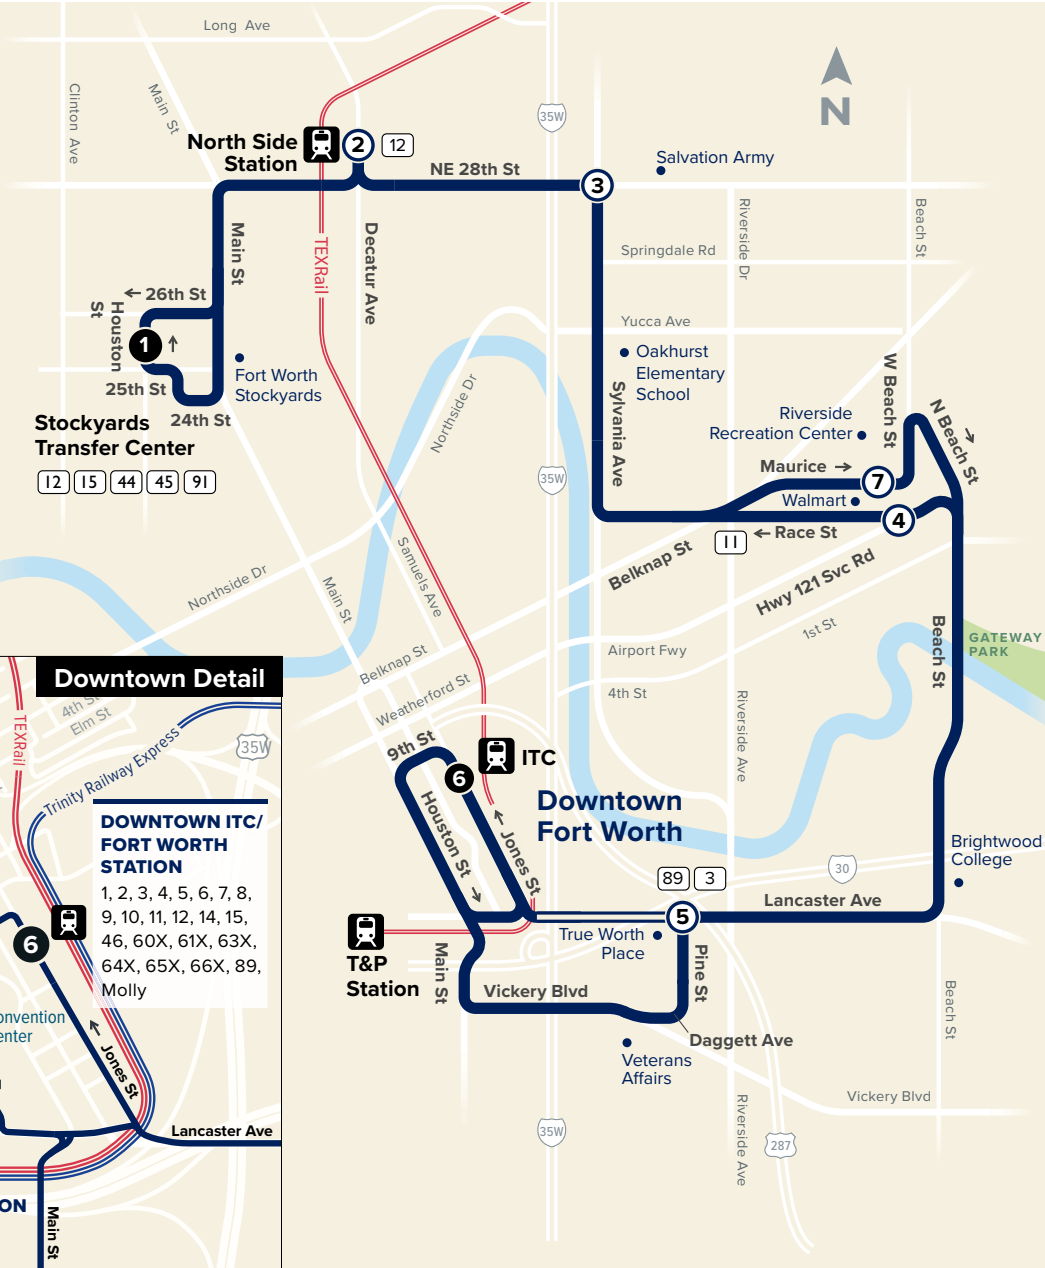 Long Ave
Clinton Ave
Main St
35W
N
North Side
Station
2
12
NE 28th St
Salvation Army
3
Main St
TEXRail
Decatur Ave
Riverside Dr
Beach St
Springdale Rd
← 26th St
Houston
St
1
25th St
24th St
Fort Worth
Stockyards
Stockyards
Transfer Center
12 15 44 45 91
Yucca Ave
Oakhurst
Elementary
School
Northside Dr
Sylvania Ave
W Beach St
N Beach St →
Riverside
Recreation Center
Maurice →
7
Walmart
4
35W
11
← Race St
Belknap St
Hwy 121 Svc Rd
1st St
Samuels Ave
Northside Dr
Main St
Belknap St
Weatherford St
Airport Fwy
4th St
Beach St
GATEWAY
PARK
Riverside Ave
9th St
6
ITC
Houston St →
← Jones St
Downtown
Fort Worth
89 3
30
Brightwood
College
Lancaster Ave
5
True Worth
Place
T&P
Station
Main St
Vickery Blvd
Pine St
Daggett Ave
Veterans
Affairs
Beach St
Vickery Blvd
Riverside Ave
35W
287
Downtown Detail
4th St
Elm St
35W
TEXRail
Trinity Railway Express
DOWNTOWN ITC/
FORT WORTH
STATION
1, 2, 3, 4, 5, 6, 7, 8,
9, 10, 11, 12, 14, 15,
46, 60X, 61X, 63X,
64X, 65X, 66X, 89,
Molly
6
onvention
enter
← Jones St
Lancaster Ave
ON
Main St